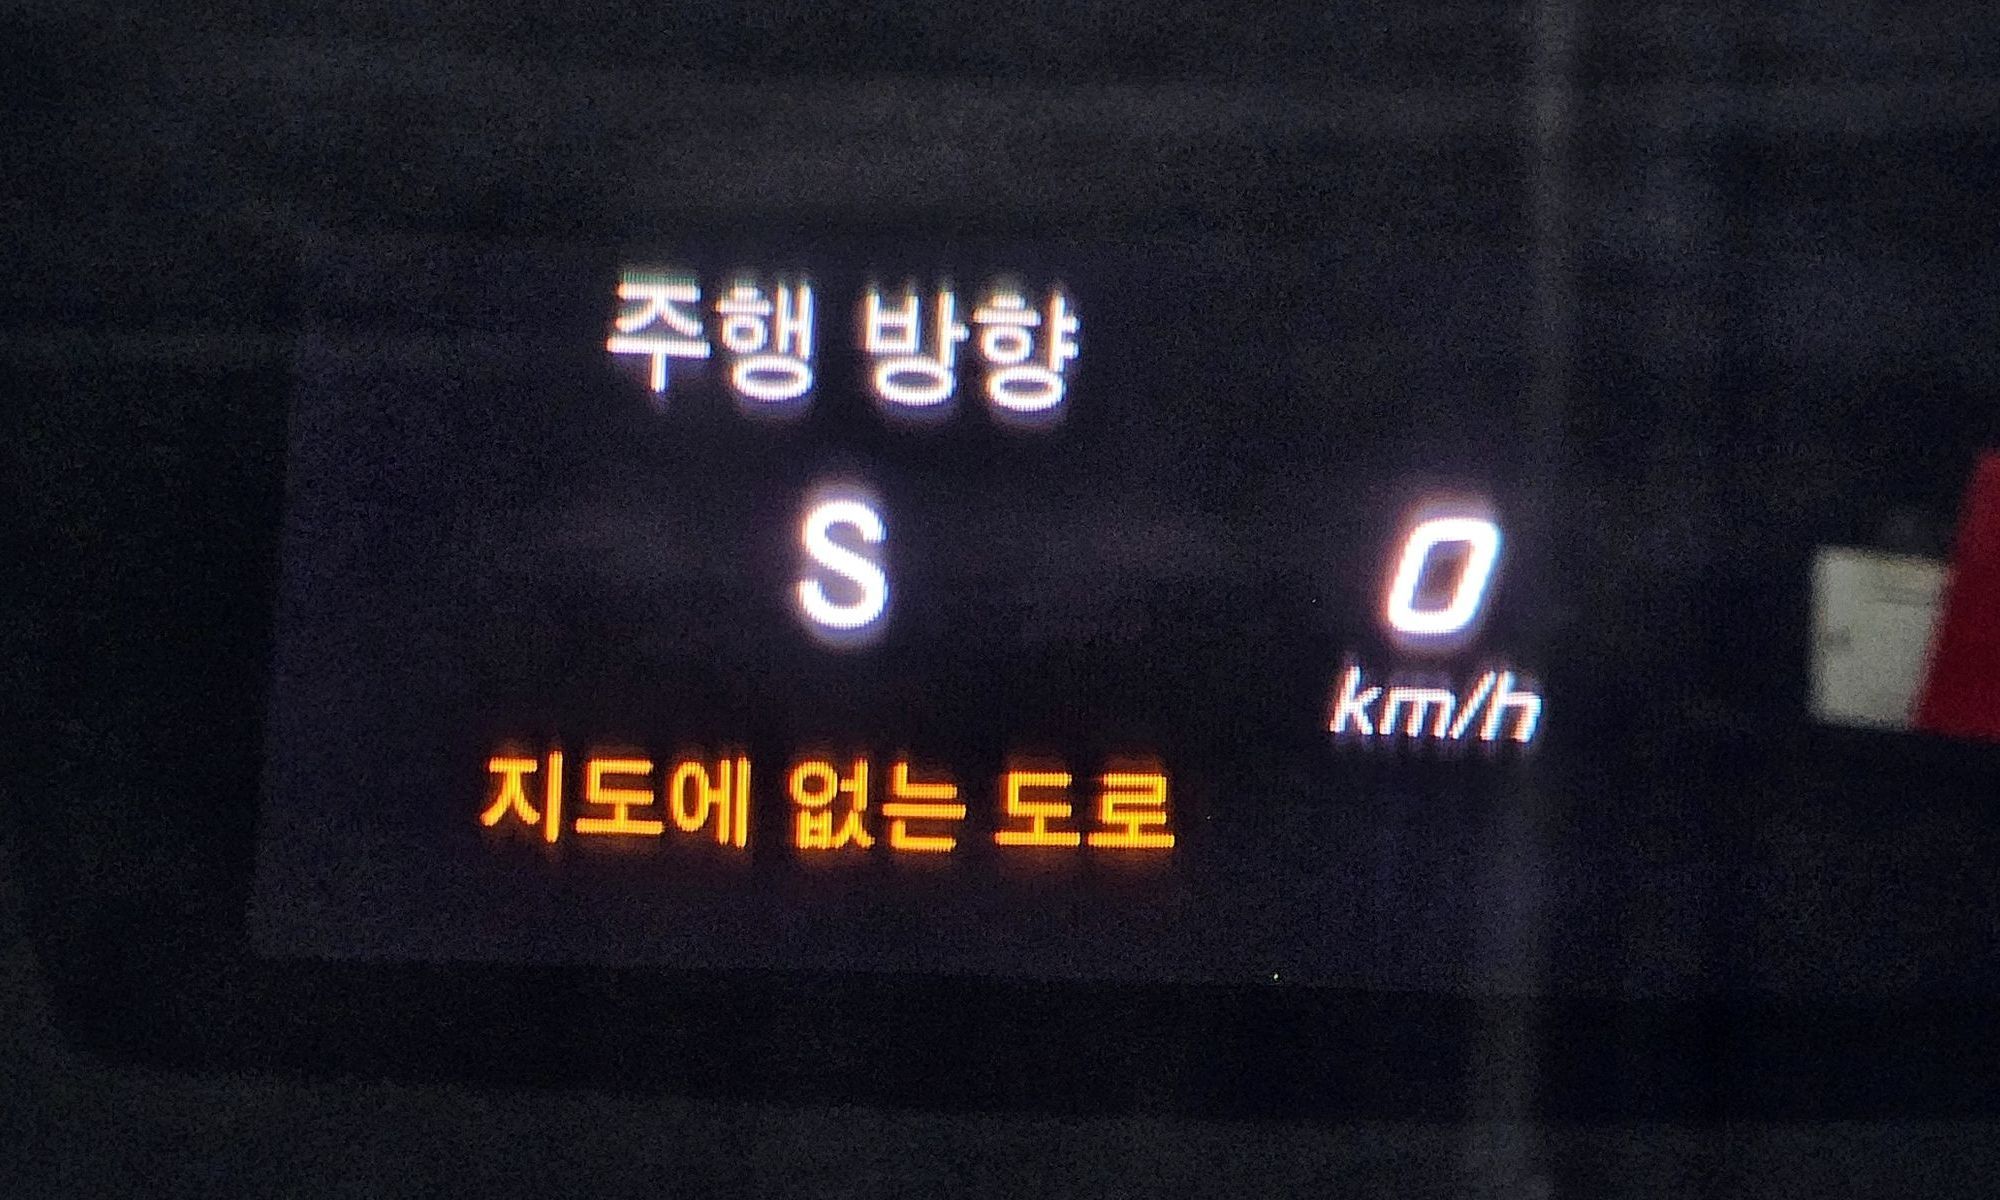 주행 방향
S
0
km/h
지도에 없는 도로